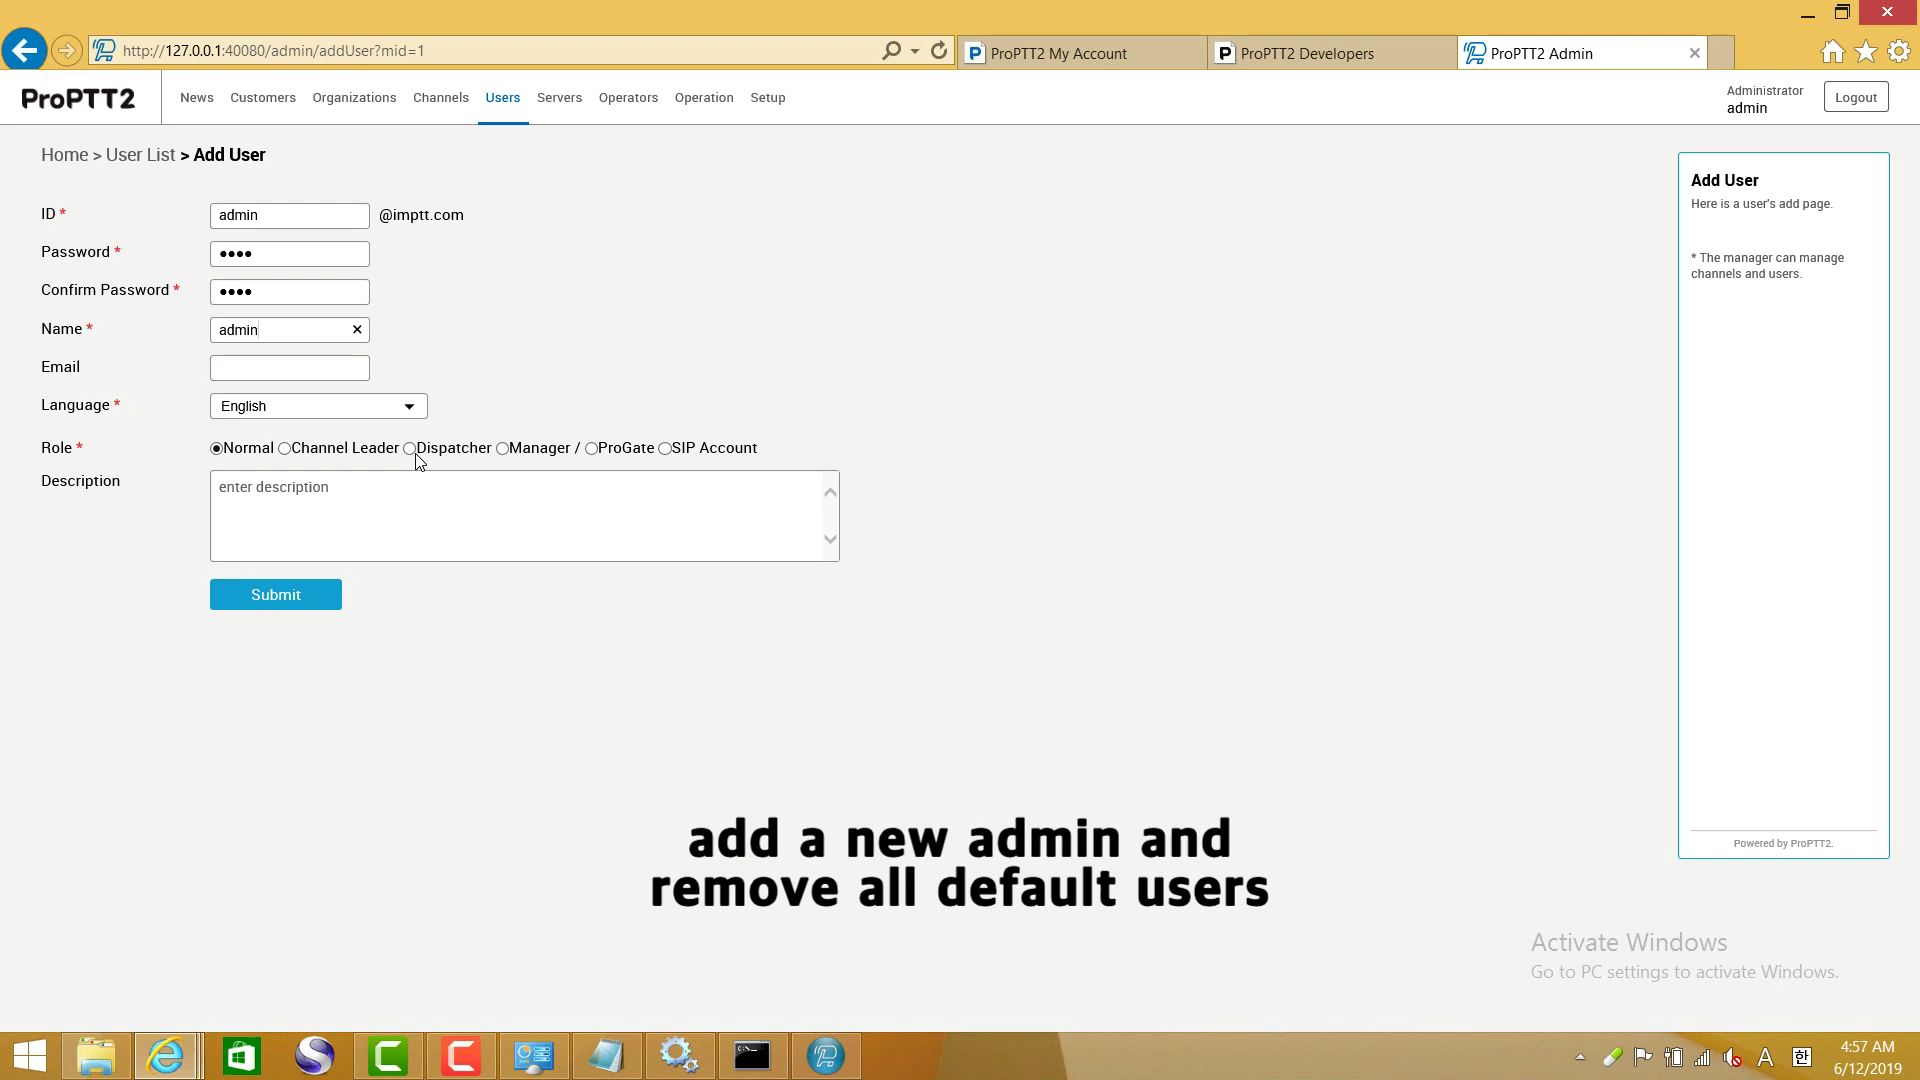 http://127.0.0.1:40080/admin/addUser?mid=1
ProPTT2 My Account
ProPTT2 Developers
ProPTT2 Admin
ProPTT2
News
Customers
Organizations
Channels
Users
Servers
Operators
Operation
Setup
Administrator
admin
Logout
Home > User List > Add User
ID *
admin
@imptt.com
Password *
Confirm Password *
Name *
admin
Email
Language *
English
Role *
Normal Channel Leader Dispatcher Manager / ProGate SIP Account
Description
enter description
Submit
Add User
Here is a user's add page.
* The manager can manage
channels and users.
Powered by ProPTT2.
add a new admin and
remove all default users
Activate Windows
Go to PC settings to activate Windows.
A
한
4:57 AM
6/12/2019